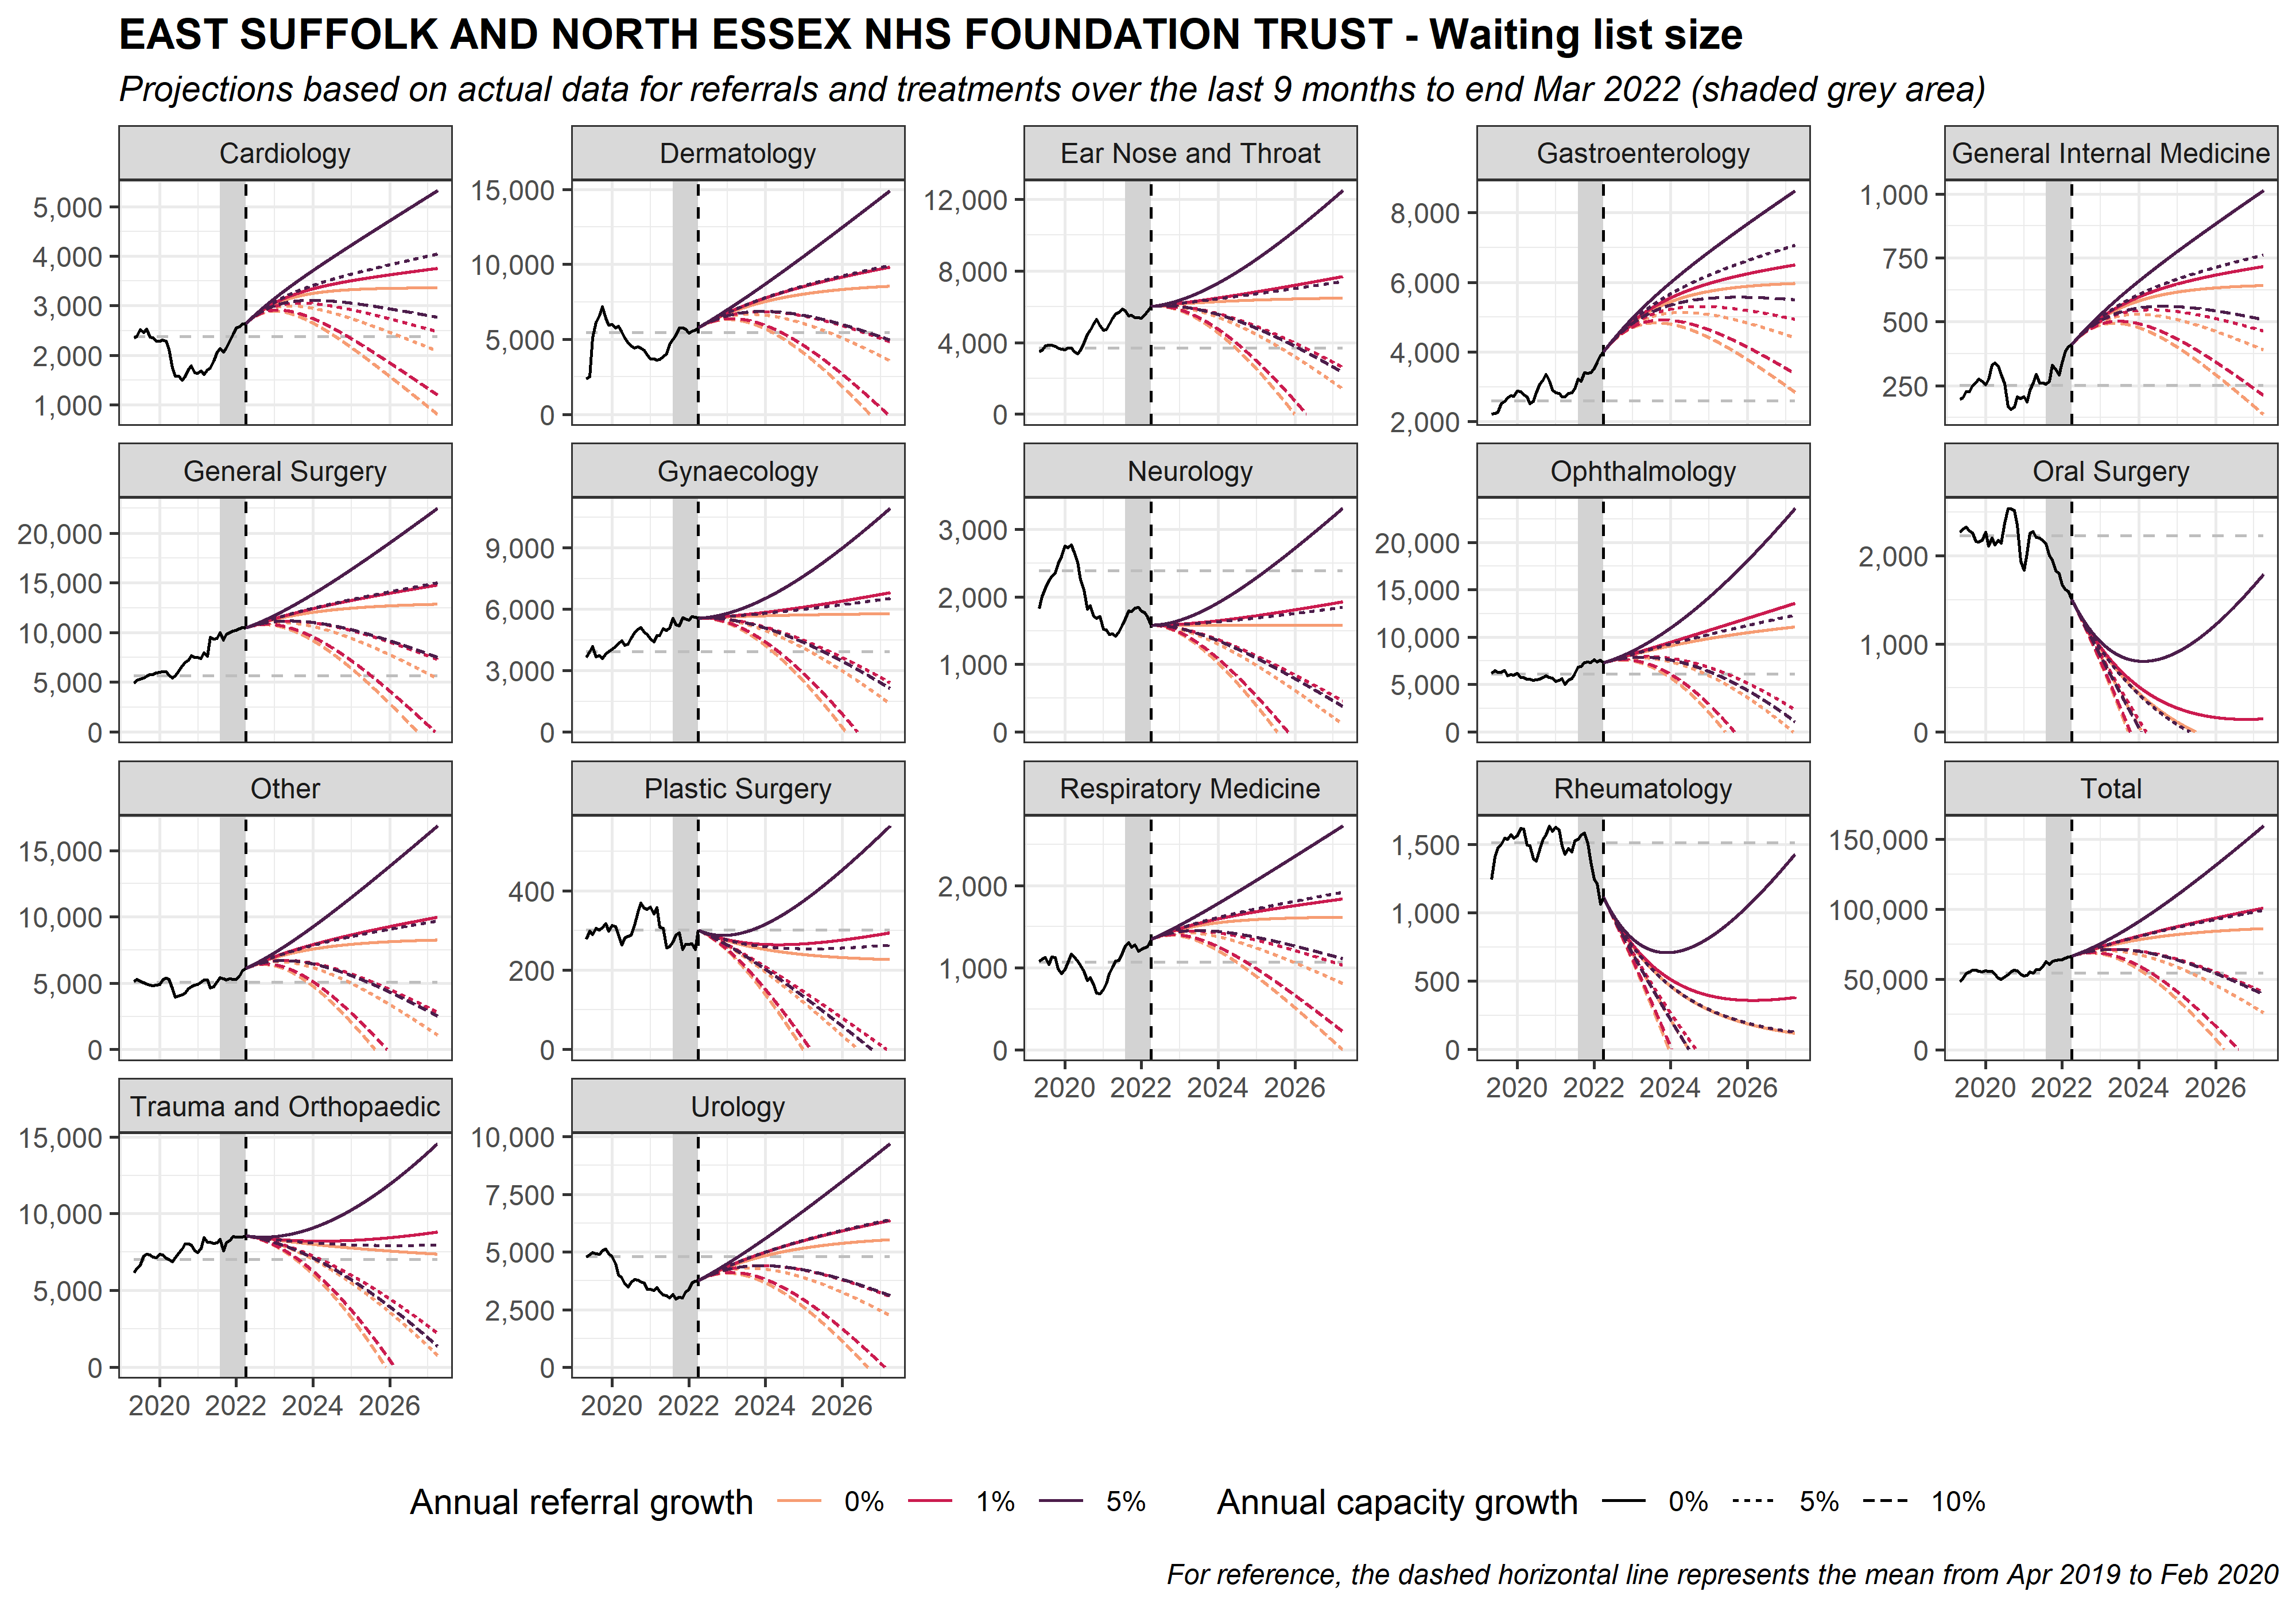 EAST SUFFOLK AND NORTH ESSEX NHS FOUNDATION TRUST - Waiting list size
Projections based on actual data for referrals and treatments over the last 9 months to end Mar 2022 (shaded grey area)
Cardiology
5,000
4,000
3,000
2,000
1,000
Dermatology
15,000
10,000
5,000
0
Ear Nose and Throat
12,000
8,000
4,000
0
Gastroenterology
8,000
6,000
4,000
2,000
General Internal Medicine
1,000
750
500
250
General Surgery
20,000
15,000
10,000
5,000
0
Gynaecology
9,000
6,000
3,000
0
Neurology
3,000
2,000
1,000
0
Ophthalmology
20,000
15,000
10,000
5,000
0
Oral Surgery
2,000
1,000
0
Other
15,000
10,000
5,000
0
Plastic Surgery
400
200
0
Respiratory Medicine
2,000
1,000
0
2020 2022 2024 2026
Rheumatology
1,500
1,000
500
0
2020 2022 2024 2026
Total
150,000
100,000
50,000
0
2020 2022 2024 2026
Trauma and Orthopaedic
15,000
10,000
5,000
0
2020 2022 2024 2026
Urology
10,000
7,500
5,000
2,500
0
2020 2022 2024 2026
Annual referral growth 0% 1% 5% Annual capacity growth 0% 5% 10%
For reference, the dashed horizontal line represents the mean from Apr 2019 to Feb 2020